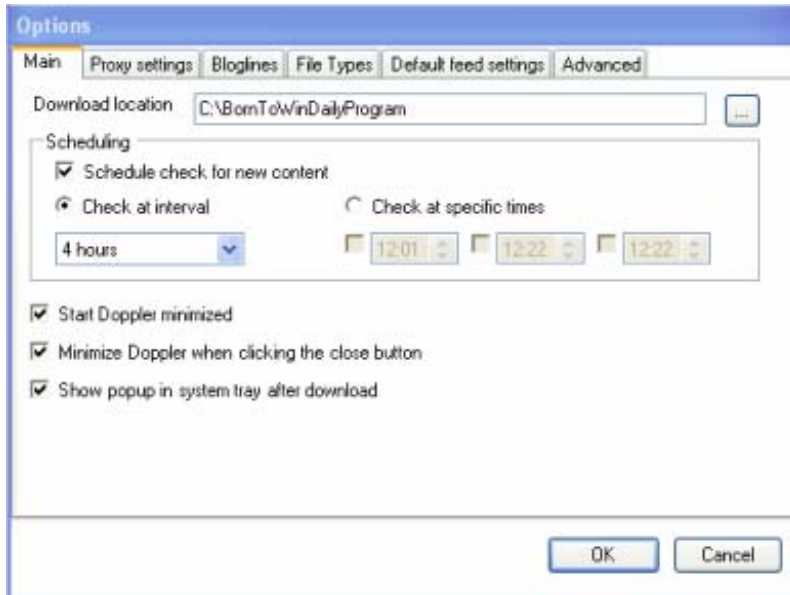 Options
Main Proxy settings Bloglines File Types Default feed settings Advanced
Download location C:\BornToWinDailyProgram ...
Scheduling
Schedule check for new content
Check at interval Check at specific times
4 hours 12:01 12:22 12:22
Start Doppler minimized
Minimize Doppler when clicking the close button
Show popup in system tray after download
OK Cancel